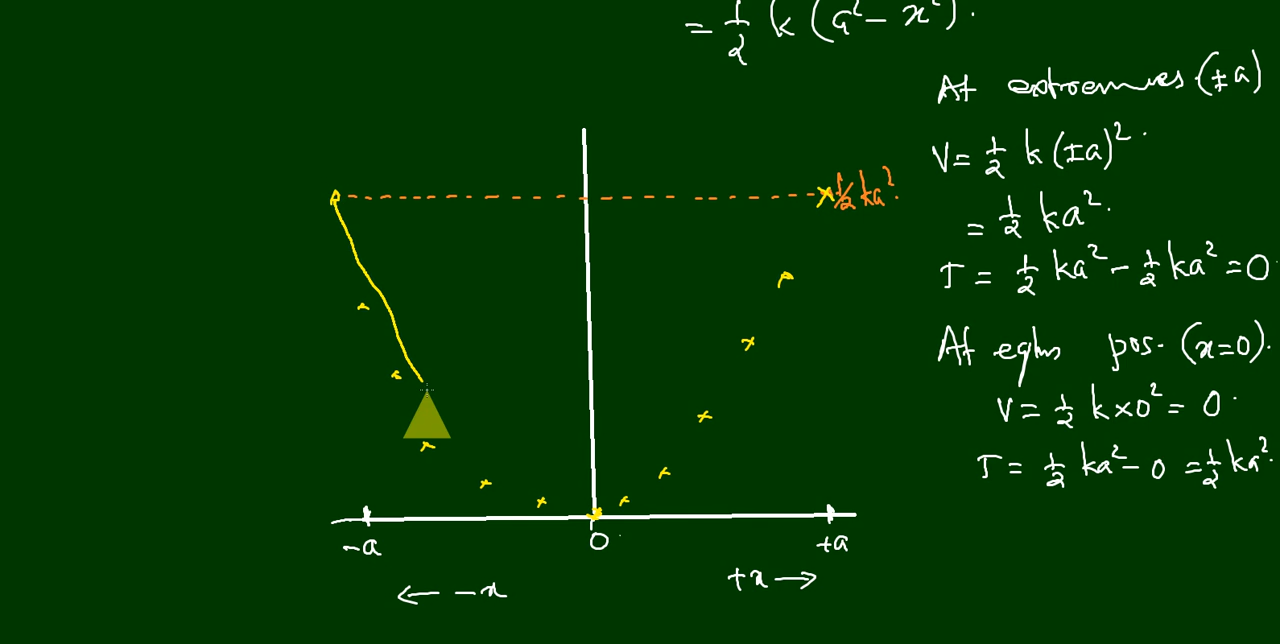 = 1/2 k (a² - x²).
At extremes (±a)
V = 1/2 k (±a)².
= 1/2 ka².
T = 1/2 ka² - 1/2 ka² = 0
At eqbm pos. (x=0).
V = 1/2 k×0² = 0.
T = 1/2 ka² - 0 = 1/2 ka².
1/2 ka².
-a 0 +a
← -x +x →